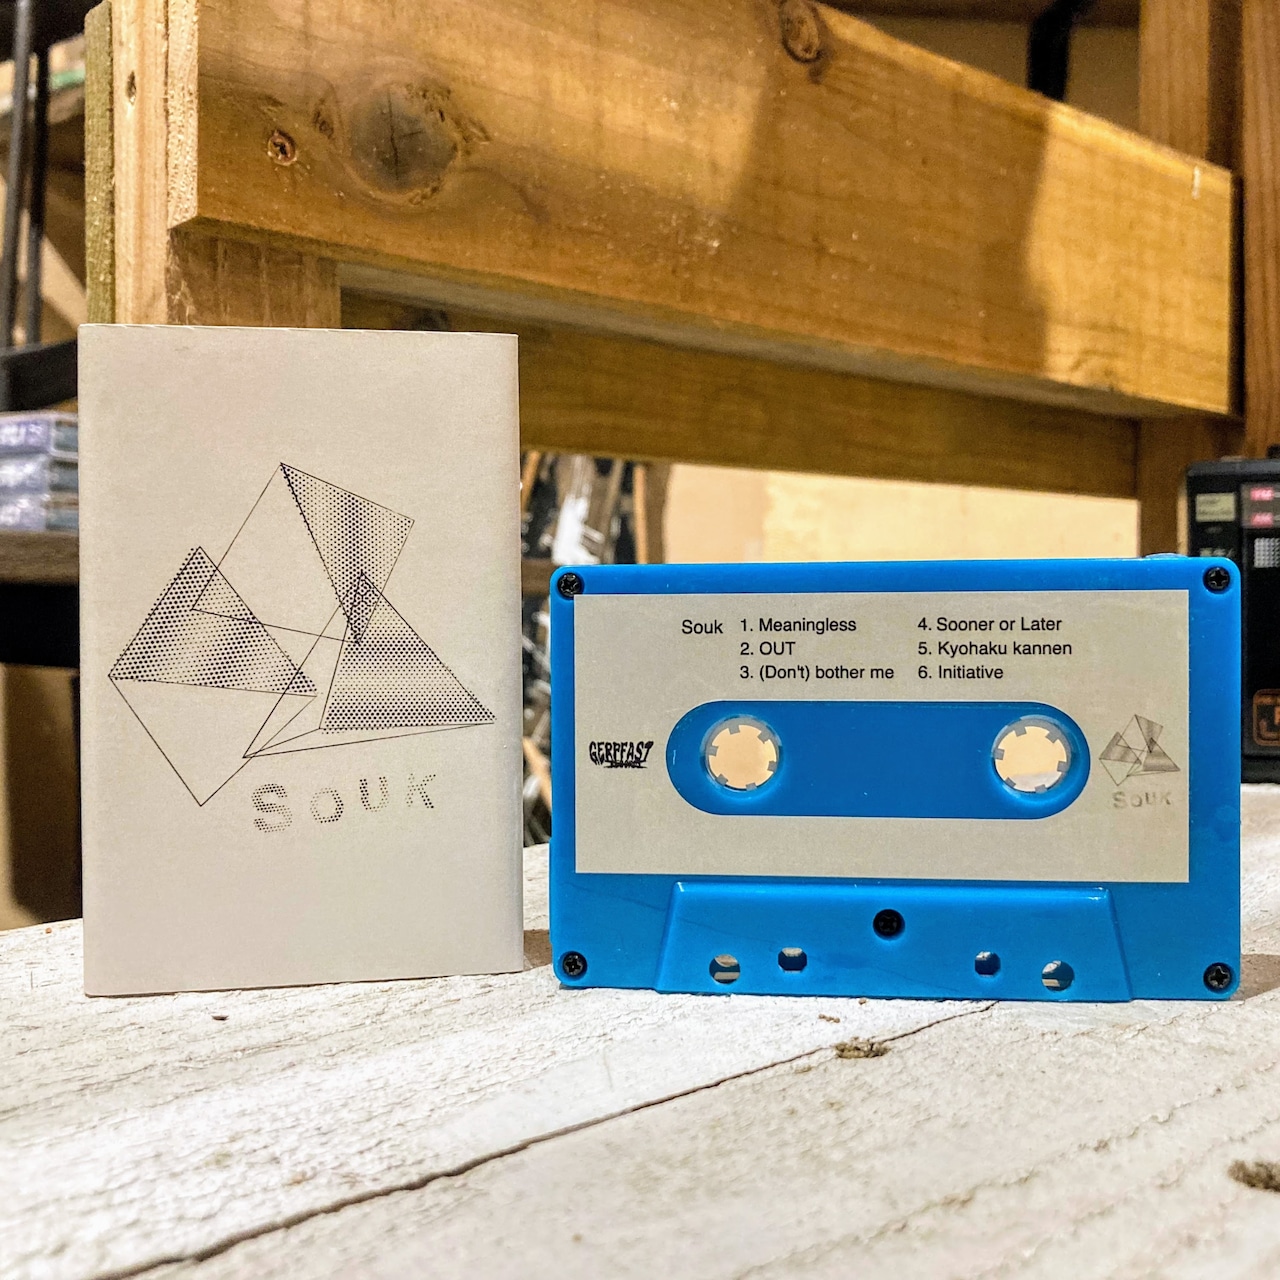 Souk
Souk 1. Meaningless
2. OUT
3. (Don't) bother me
4. Sooner or Later
5. Kyohaku kannen
6. Initiative
GERPFAST
RECORDS
Souk